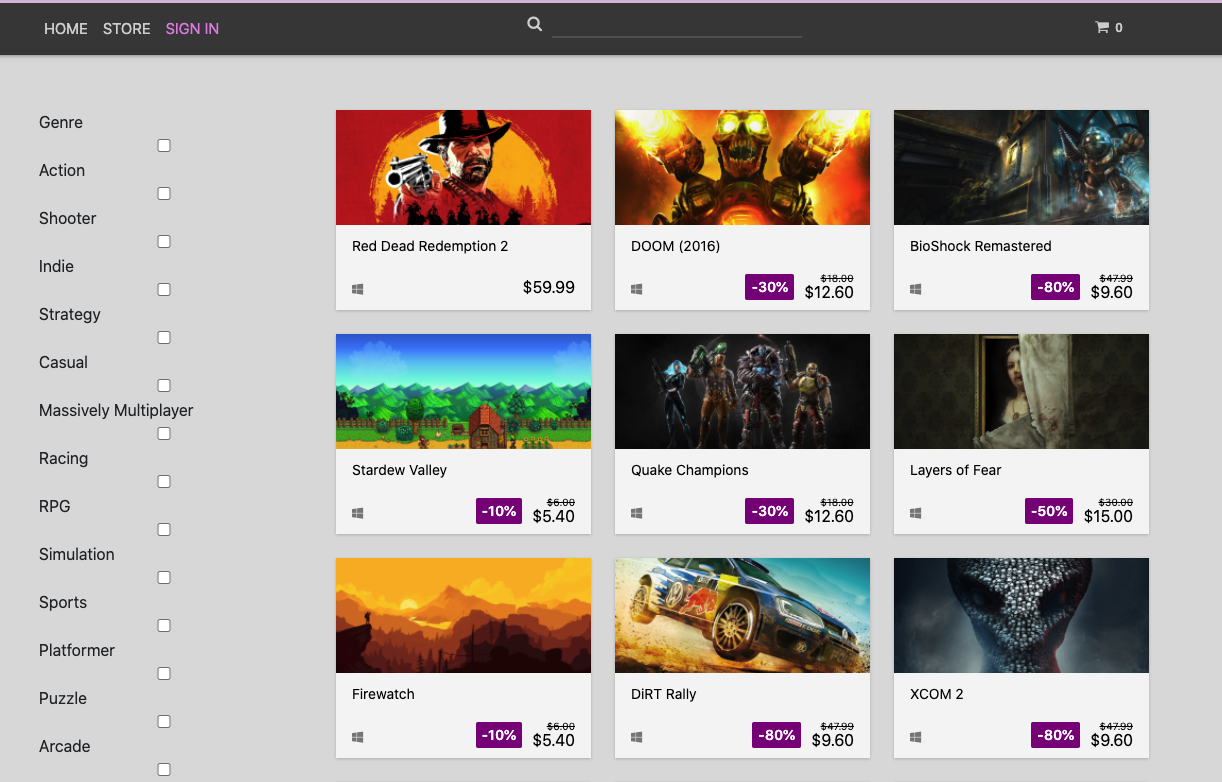 HOME STORE SIGN IN 0
Genre
Action
Shooter
Indie
Strategy
Casual
Massively Multiplayer
Racing
RPG
Simulation
Sports
Platformer
Puzzle
Arcade
Red Dead Redemption 2
$59.99
DOOM (2016)
-30% $18.00
$12.60
BioShock Remastered
-80% $47.99
$9.60
Stardew Valley
-10% $6.00
$5.40
Quake Champions
-30% $18.00
$12.60
Layers of Fear
-50% $30.00
$15.00
Firewatch
-10% $6.00
$5.40
DiRT Rally
-80% $47.99
$9.60
XCOM 2
-80% $47.99
$9.60